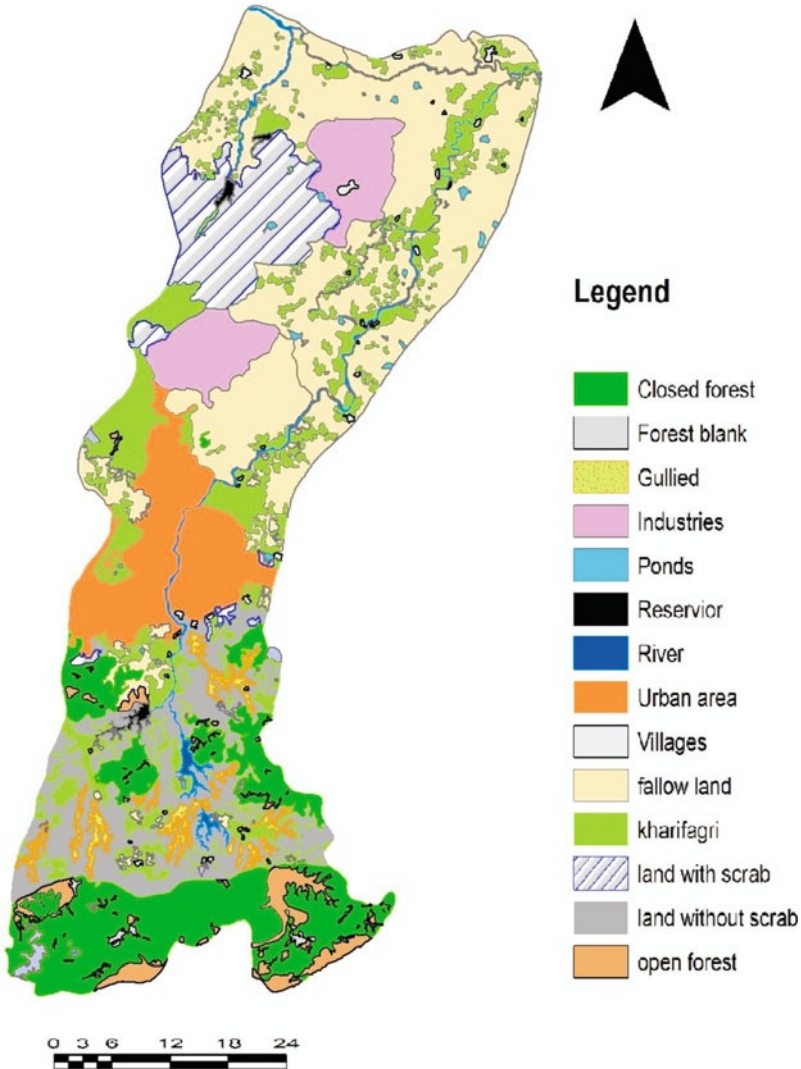 Legend
Closed forest
Forest blank
Gullied
Industries
Ponds
Reservior
River
Urban area
Villages
fallow land
kharifagri
land with scrab
land without scrab
open forest
0 3 6 12 18 24